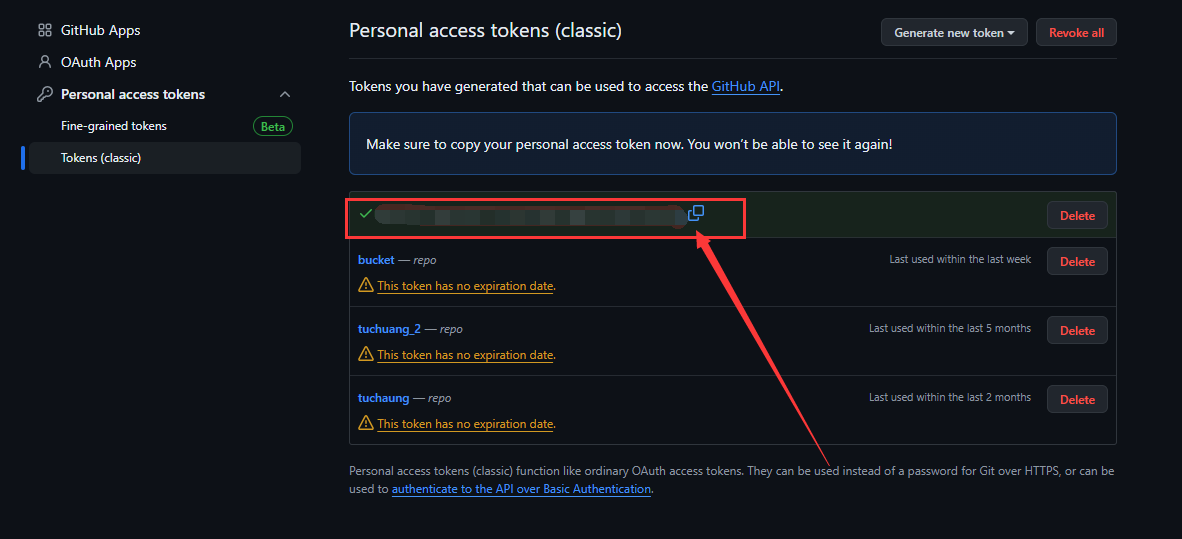 GitHub Apps
OAuth Apps
Personal access tokens
Fine-grained tokens Beta
Tokens (classic)
Personal access tokens (classic)
Generate new token
Revoke all
Tokens you have generated that can be used to access the GitHub API.
Make sure to copy your personal access token now. You won’t be able to see it again!
Delete
bucket — repo
Last used within the last week
Delete
This token has no expiration date.
tuchuang_2 — repo
Last used within the last 5 months
Delete
This token has no expiration date.
tuchaung — repo
Last used within the last 2 months
Delete
This token has no expiration date.
Personal access tokens (classic) function like ordinary OAuth access tokens. They can be used instead of a password for Git over HTTPS, or can be
used to authenticate to the API over Basic Authentication.